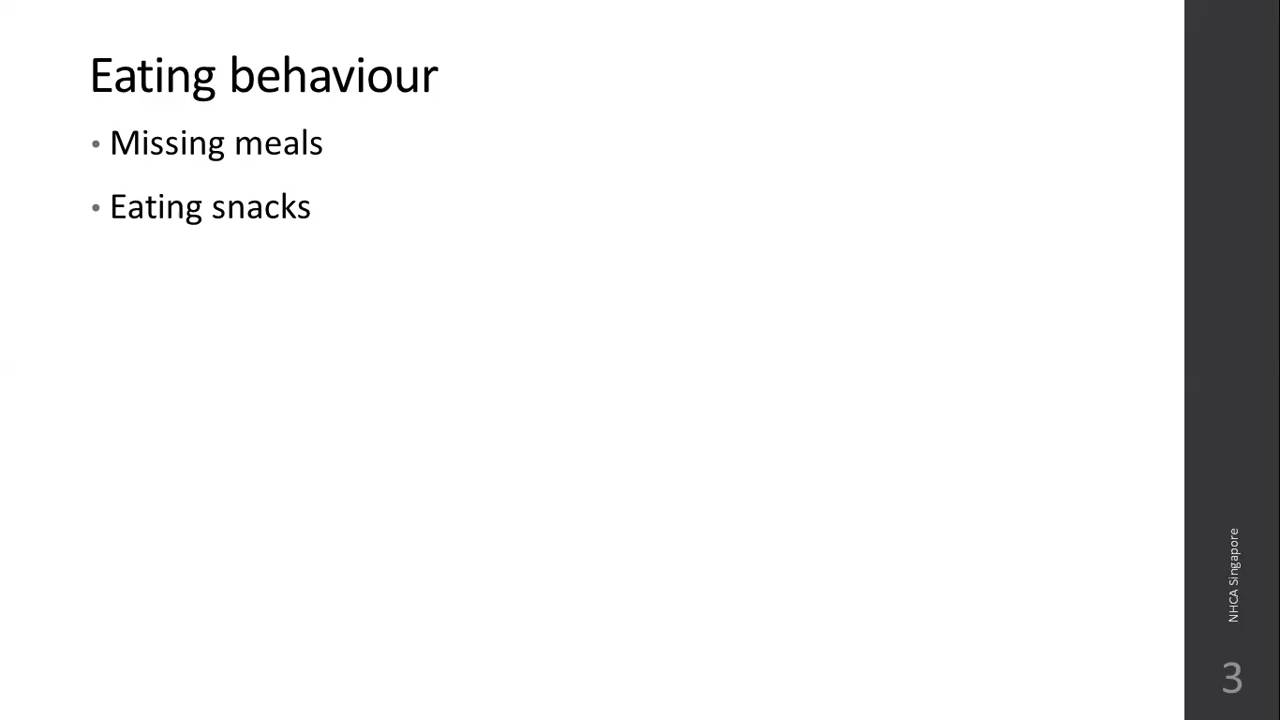 Eating behaviour
• Missing meals
• Eating snacks
NHCA Singapore
3